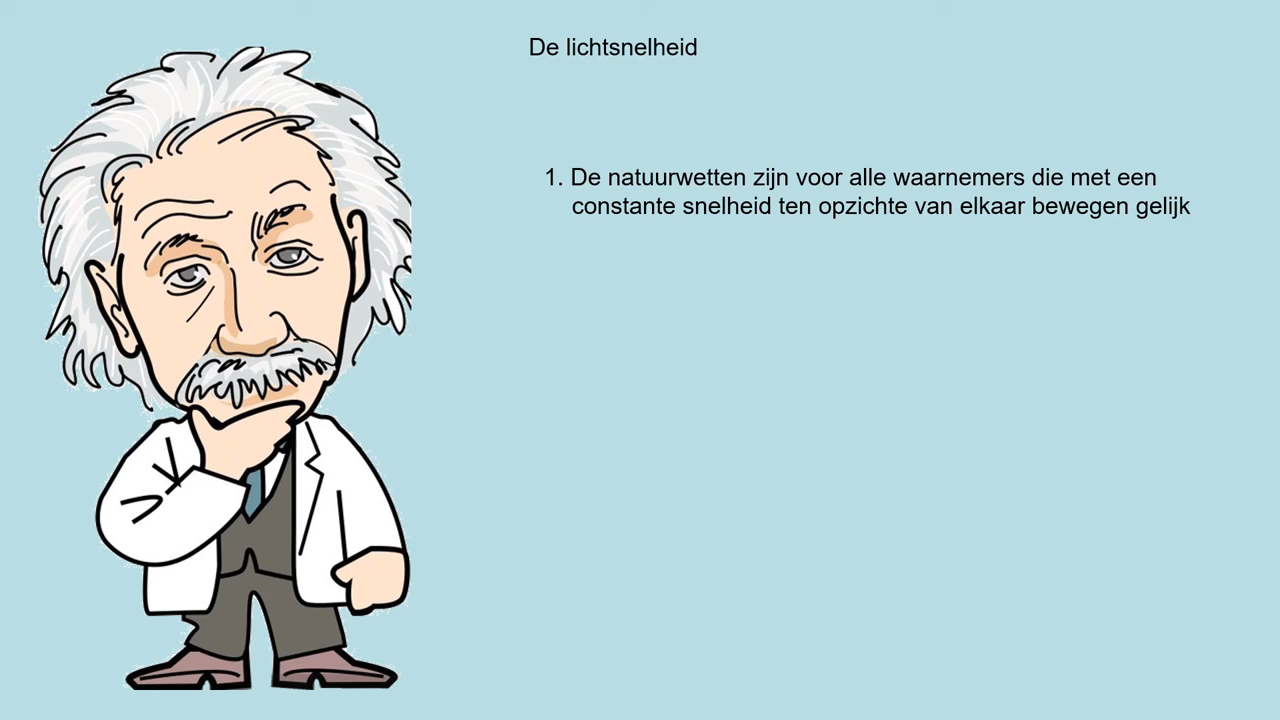 De lichtsnelheid
1. De natuurwetten zijn voor alle waarnemers die met een
constante snelheid ten opzichte van elkaar bewegen gelijk